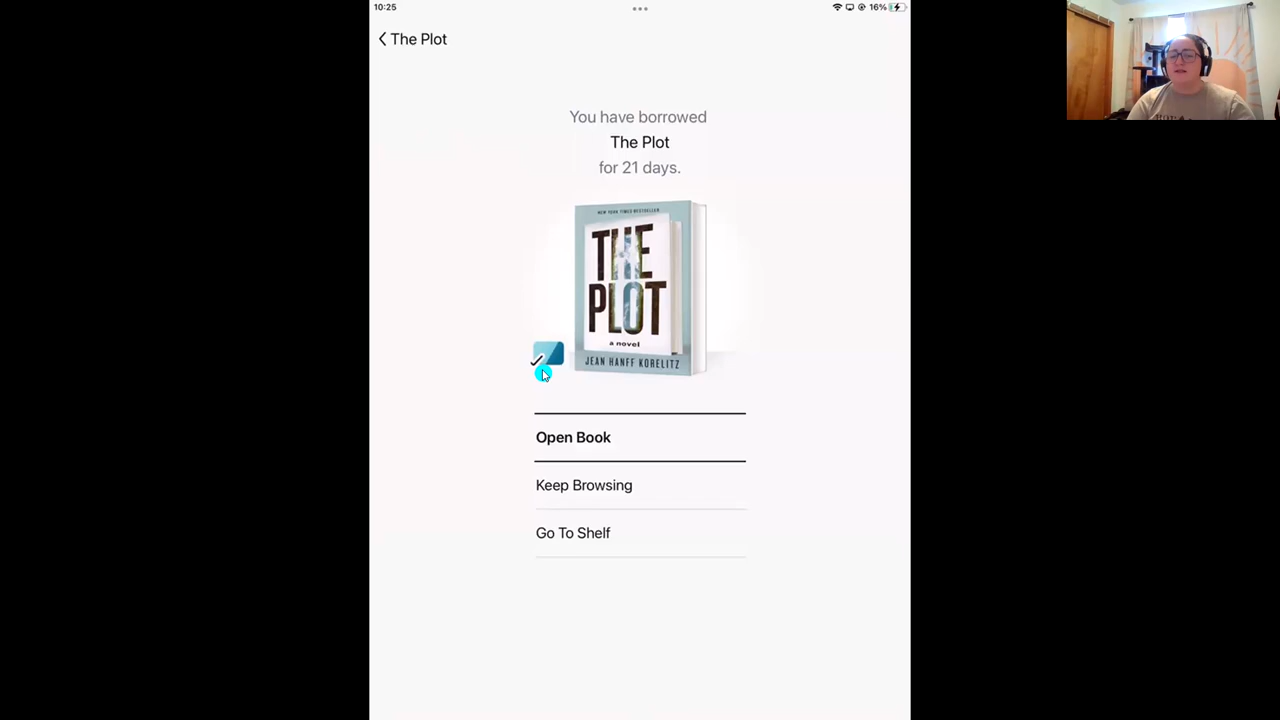 10:25
16%
The Plot
You have borrowed
The Plot
for 21 days.
NEW YORK TIMES BESTSELLER
THE
PLOT
a novel
JEAN HANFF KORELITZ
Open Book
Keep Browsing
Go To Shelf